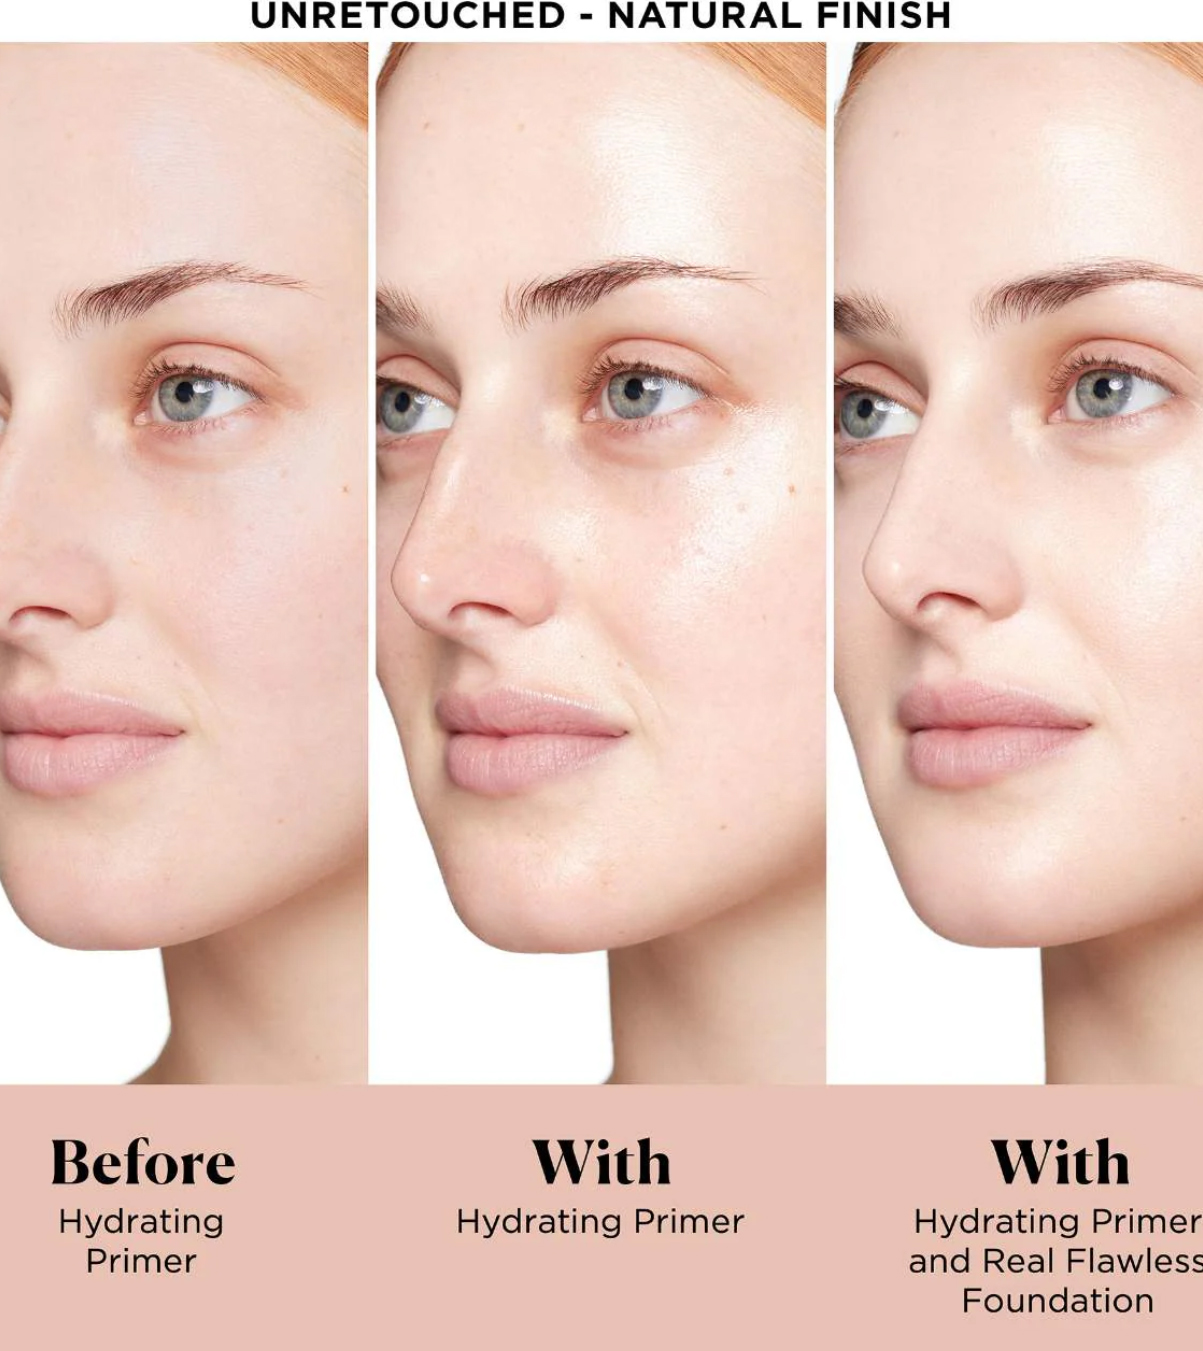 UNRETOUCHED - NATURAL FINISH
Before
Hydrating
Primer
With
Hydrating Primer
With
Hydrating Primer
and Real Flawless
Foundation